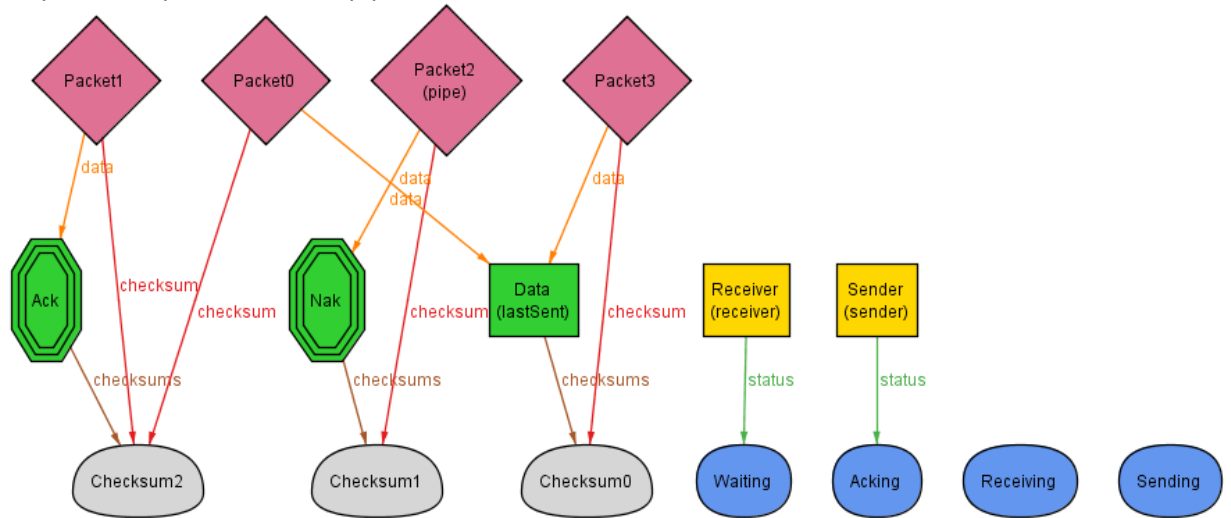 Packet1
Packet0
Packet2
(pipe)
Packet3
data
data
data
data
Ack
checksum
checksum
Nak
checksum
Data
(lastSent)
checksum
Receiver
(receiver)
Sender
(sender)
checksums
checksums
checksums
status
status
Checksum2
Checksum1
Checksum0
Waiting
Acking
Receiving
Sending